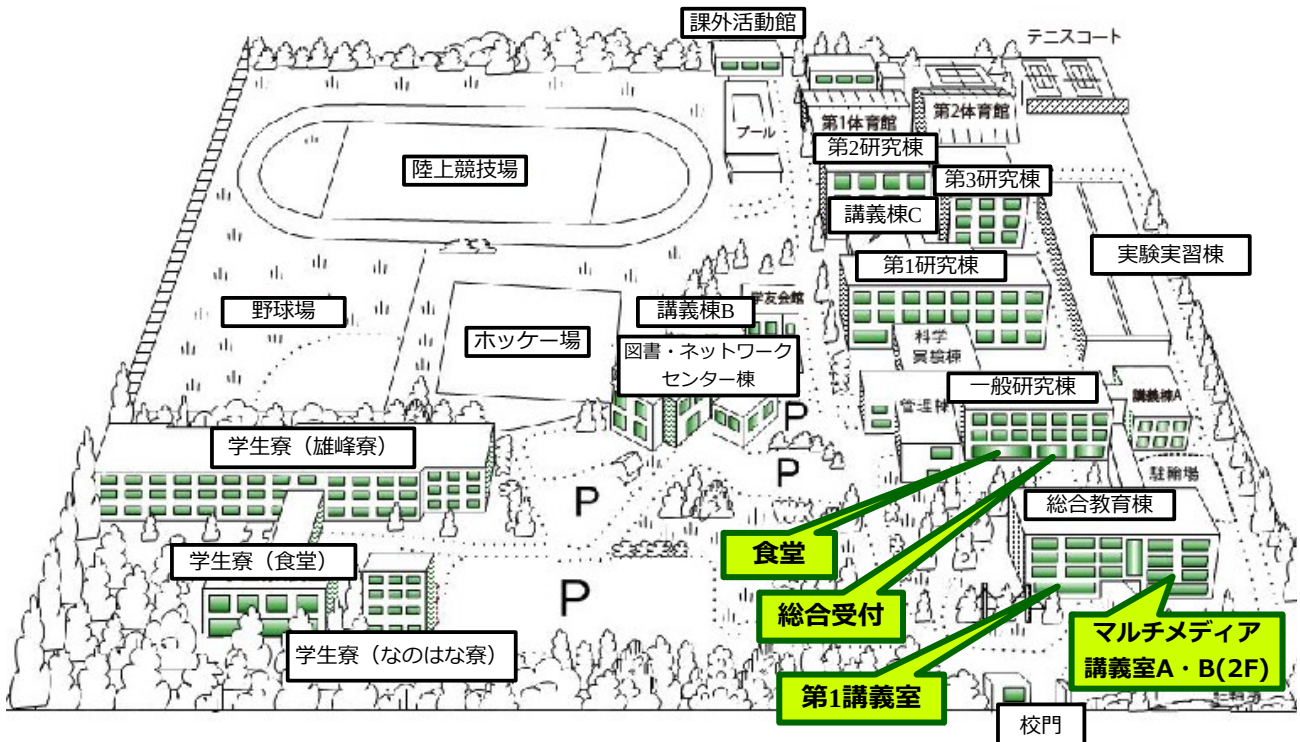 課外活動館
テニスコート
プール
第1体育館
第2体育館
第2研究棟
陸上競技場
第3研究棟
講義棟C
実験実習棟
第1研究棟
学友会館
講義棟B
野球場
ホッケー場
図書・ネットワーク
センター棟
科学
実験棟
一般研究棟
講義棟A
管理棟
P
学生寮（雄峰寮）
P
駐輪場
P
総合教育棟
食堂
学生寮（食堂）
P
総合受付
マルチメディア
講義室A・B(2F)
学生寮（なのはな寮）
第1講義室
駐輪場
校門